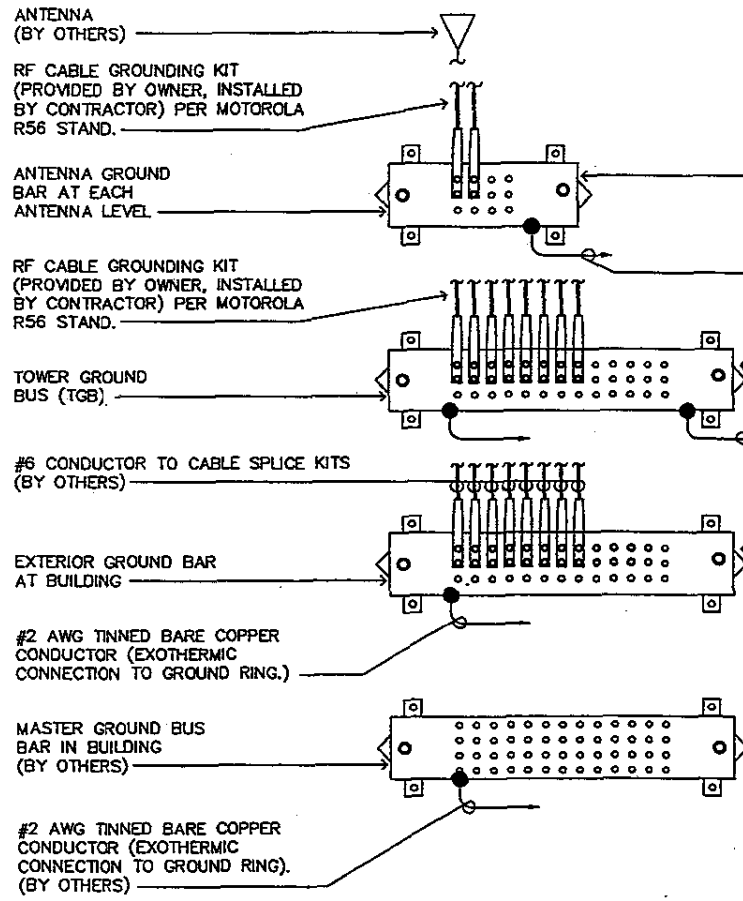 ANTENNA
(BY OTHERS)
RF CABLE GROUNDING KIT
(PROVIDED BY OWNER, INSTALLED
BY CONTRACTOR) PER MOTOROLA
R56 STAND.
ANTENNA GROUND
BAR AT EACH
ANTENNA LEVEL
RF CABLE GROUNDING KIT
(PROVIDED BY OWNER, INSTALLED
BY CONTRACTOR) PER MOTOROLA
R56 STAND.
TOWER GROUND
BUS (TGB)
#6 CONDUCTOR TO CABLE SPLICE KITS
(BY OTHERS)
EXTERIOR GROUND BAR
AT BUILDING
#2 AWG TINNED BARE COPPER
CONDUCTOR (EXOTHERMIC
CONNECTION TO GROUND RING.)
MASTER GROUND BUS
BAR IN BUILDING
(BY OTHERS)
#2 AWG TINNED BARE COPPER
CONDUCTOR (EXOTHERMIC
CONNECTION TO GROUND RING).
(BY OTHERS)